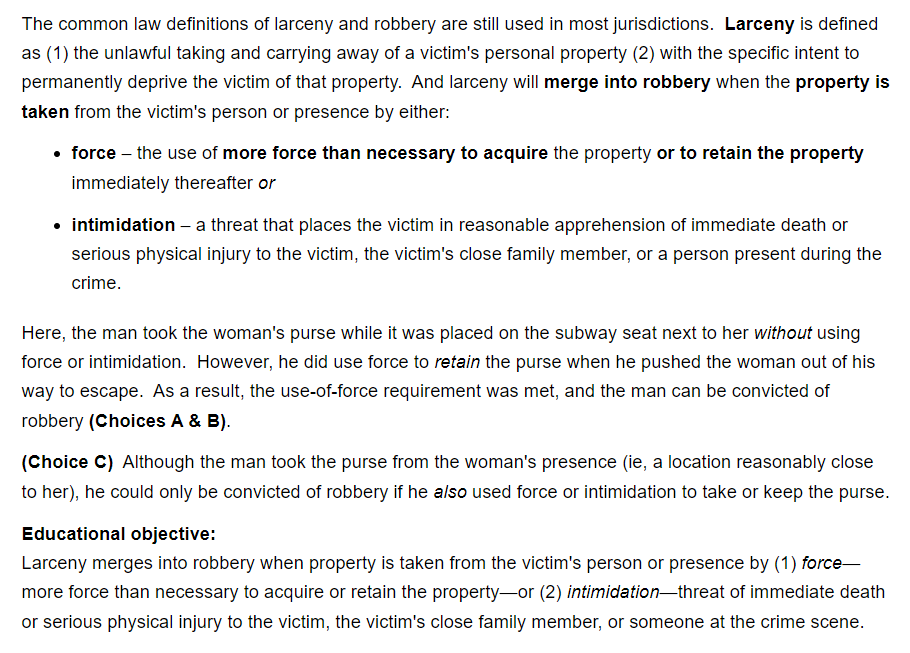 The common law definitions of larceny and robbery are still used in most jurisdictions.  Larceny is defined
as (1) the unlawful taking and carrying away of a victim's personal property (2) with the specific intent to
permanently deprive the victim of that property.  And larceny will merge into robbery when the property is
taken from the victim's person or presence by either:
• force – the use of more force than necessary to acquire the property or to retain the property
immediately thereafter or
• intimidation – a threat that places the victim in reasonable apprehension of immediate death or
serious physical injury to the victim, the victim's close family member, or a person present during the
crime.
Here, the man took the woman's purse while it was placed on the subway seat next to her without using
force or intimidation.  However, he did use force to retain the purse when he pushed the woman out of his
way to escape.  As a result, the use-of-force requirement was met, and the man can be convicted of
robbery (Choices A & B).
(Choice C)  Although the man took the purse from the woman's presence (ie, a location reasonably close
to her), he could only be convicted of robbery if he also used force or intimidation to take or keep the purse.
Educational objective:
Larceny merges into robbery when property is taken from the victim's person or presence by (1) force—
more force than necessary to acquire or retain the property—or (2) intimidation—threat of immediate death
or serious physical injury to the victim, the victim's close family member, or someone at the crime scene.